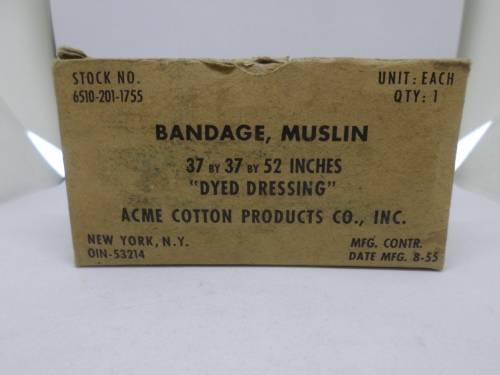 STOCK NO.
6510-201-1755
UNIT: EACH
QTY: 1
BANDAGE, MUSLIN
37 BY 37 BY 52 INCHES
"DYED DRESSING"
ACME COTTON PRODUCTS CO., INC.
NEW YORK, N.Y.
OIN-53214
MFG. CONTR.
DATE MFG. 8-55